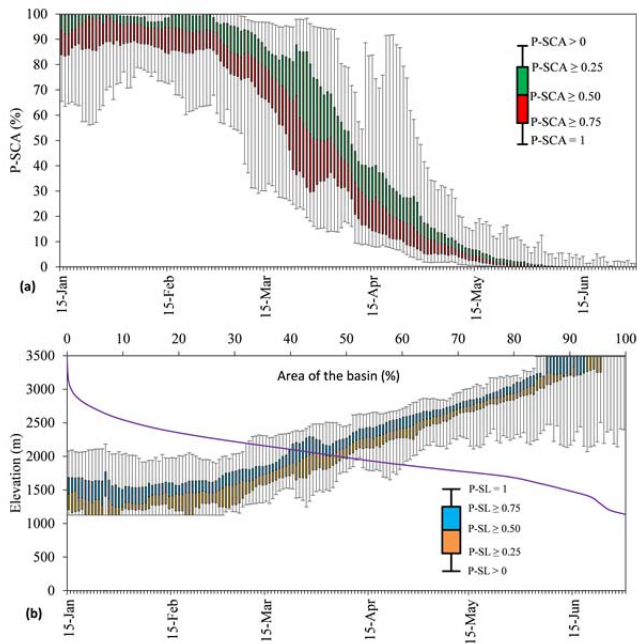 100
90
80
70
60
50
40
30
20
10
0
P-SCA (%)
P-SCA > 0
P-SCA ≥ 0.25
P-SCA ≥ 0.50
P-SCA ≥ 0.75
P-SCA = 1
15-Jan
15-Feb
15-Mar
15-Apr
15-May
15-Jun
(a)
0 10 20 30 40 50 60 70 80 90 100
Area of the basin (%)
3500
3000
2500
2000
1500
1000
500
0
Elevation (m)
P-SL = 1
P-SL ≥ 0.75
P-SL ≥ 0.50
P-SL ≥ 0.25
P-SL > 0
15-Jan
15-Feb
15-Mar
15-Apr
15-May
15-Jun
(b)